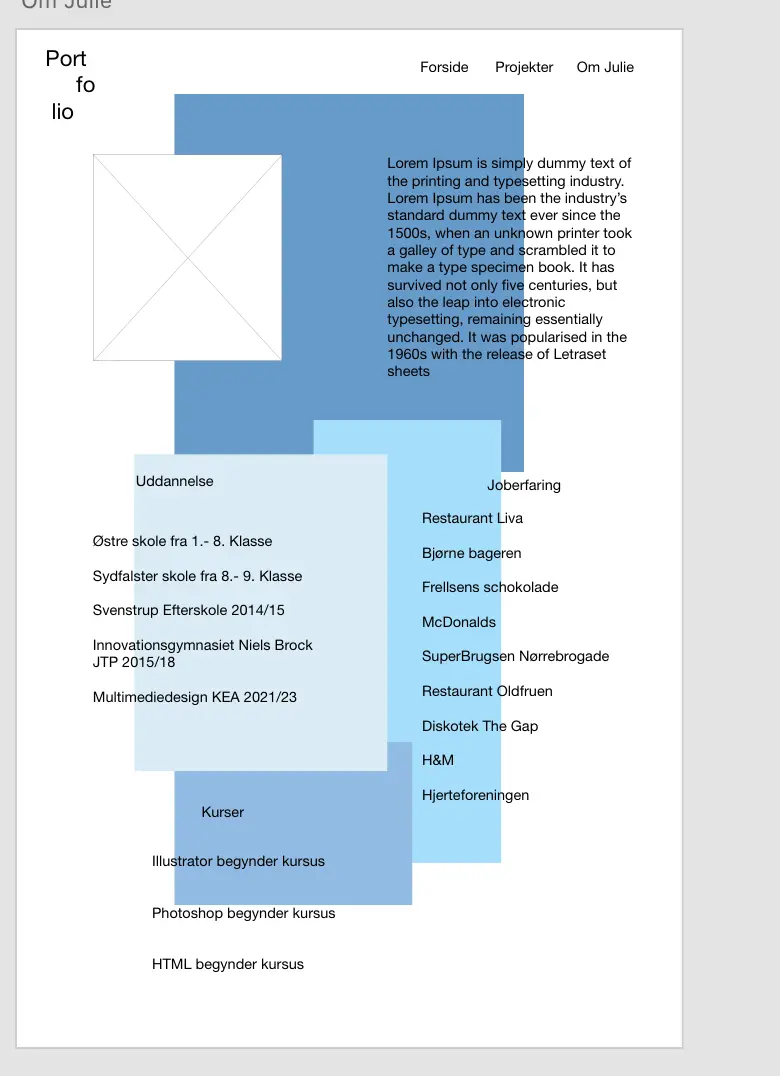 Om Julie
Port
fo
lio
Forside Projekter Om Julie
Lorem Ipsum is simply dummy text of
the printing and typesetting industry.
Lorem Ipsum has been the industry's
standard dummy text ever since the
1500s, when an unknown printer took
a galley of type and scrambled it to
make a type specimen book. It has
survived not only five centuries, but
also the leap into electronic
typesetting, remaining essentially
unchanged. It was popularised in the
1960s with the release of Letraset
sheets
Uddannelse
Østre skole fra 1.- 8. Klasse
Sydfalster skole fra 8.- 9. Klasse
Svenstrup Efterskole 2014/15
Innovationsgymnasiet Niels Brock
JTP 2015/18
Multimediedesign KEA 2021/23
Joberfaring
Restaurant Liva
Bjørne bageren
Frellsens schokolade
McDonalds
SuperBrugsen Nørrebrogade
Restaurant Oldfruen
Diskotek The Gap
H&M
Hjerteforeningen
Kurser
Illustrator begynder kursus
Photoshop begynder kursus
HTML begynder kursus